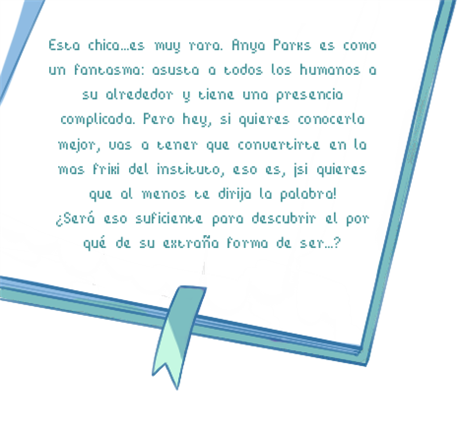 Esta chica...es muy rara. Anya Parks es como
un fantasma: asusta a todos los humanos a
su alrededor y tiene una presencia
complicada. Pero hey, si quieres conocerla
mejor, vas a tener que convertirte en la
mas friki del instituto, eso es, ¡si quieres
que al menos te dirija la palabra!
¿Será eso suficiente para descubrir el por
qué de su extraña forma de ser...?